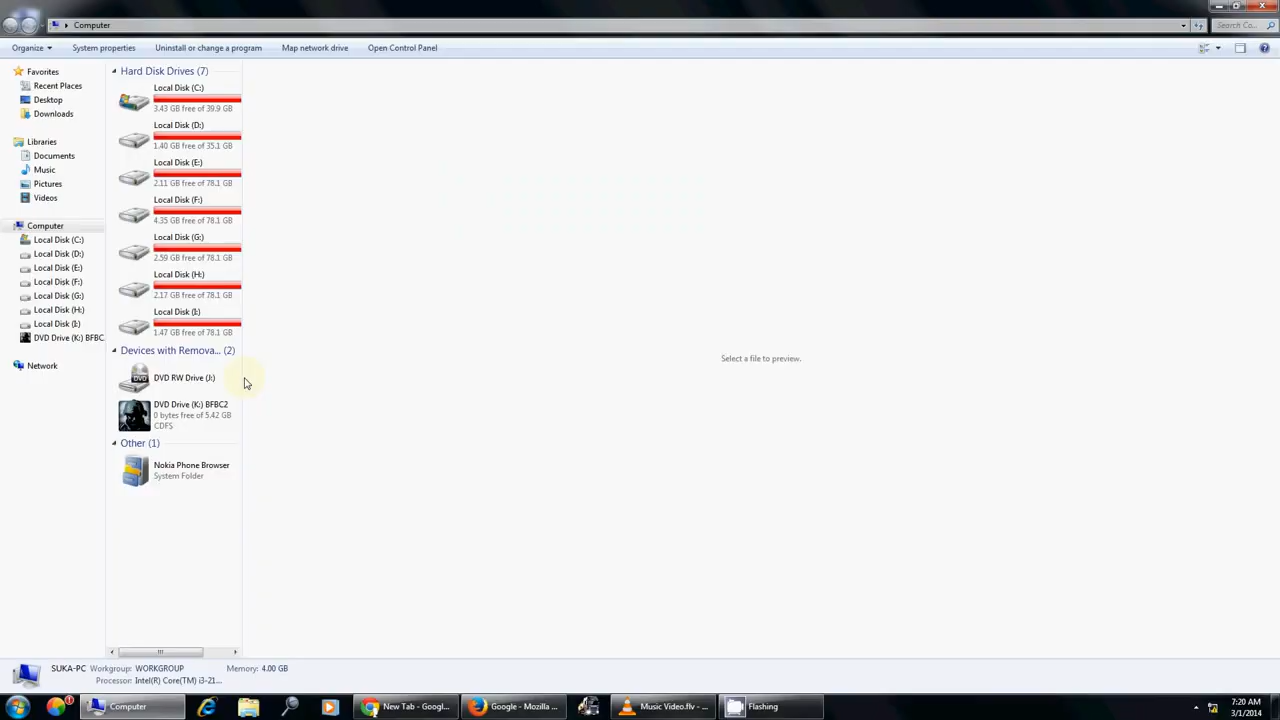 Computer
Search Co...
Organize
System properties
Uninstall or change a program
Map network drive
Open Control Panel
Favorites
Recent Places
Desktop
Downloads
Libraries
Documents
Music
Pictures
Videos
Computer
Local Disk (C:)
Local Disk (D:)
Local Disk (E:)
Local Disk (F:)
Local Disk (G:)
Local Disk (H:)
Local Disk (I:)
DVD Drive (K:) BFBC
Network
Hard Disk Drives (7)
Local Disk (C:)
3.43 GB free of 39.9 GB
Local Disk (D:)
1.40 GB free of 35.1 GB
Local Disk (E:)
2.11 GB free of 78.1 GB
Local Disk (F:)
4.35 GB free of 78.1 GB
Local Disk (G:)
2.59 GB free of 78.1 GB
Local Disk (H:)
2.17 GB free of 78.1 GB
Local Disk (I:)
1.47 GB free of 78.1 GB
Devices with Remova... (2)
DVD RW Drive (J:)
DVD Drive (K:) BFBC2
0 bytes free of 5.42 GB
CDFS
Other (1)
Nokia Phone Browser
System Folder
Select a file to preview.
SUKA-PC Workgroup: WORKGROUP Memory: 4.00 GB
Processor: Intel(R) Core(TM) i3-21...
Computer
New Tab - Googl...
Google - Mozilla ...
Music Video.flv - ...
Flashing
7:20 AM
3/1/2014